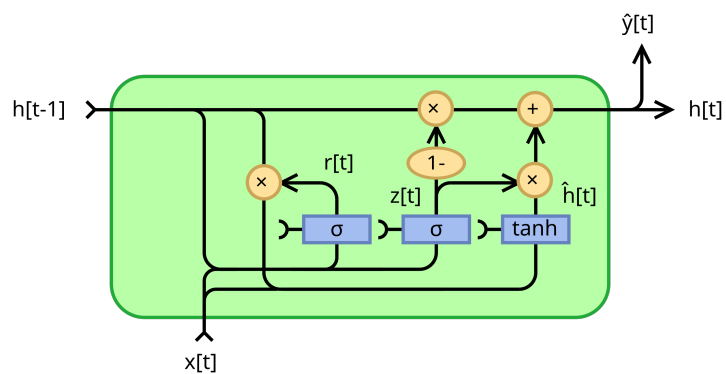 ŷ[t]
h[t-1]
×
+
h[t]
1-
r[t]
×
z[t]
×
ĥ[t]
σ
σ
tanh
x[t]